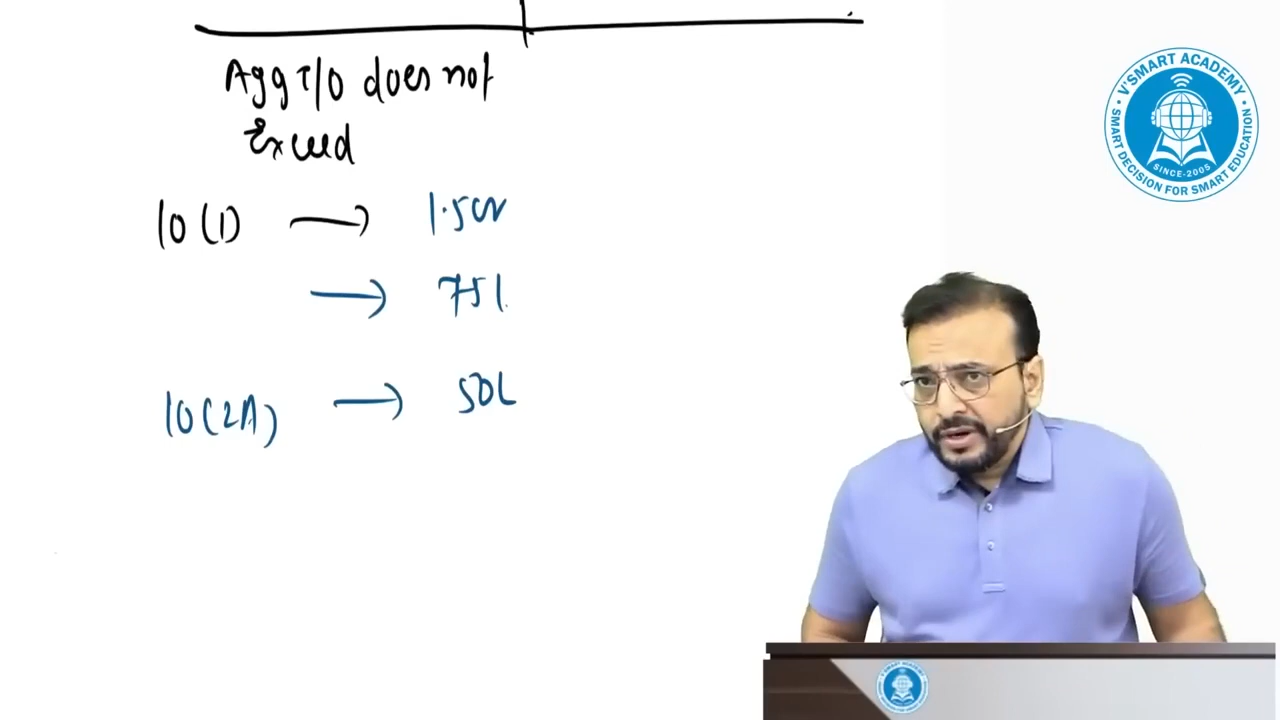 Agg T/O does not
Exceed
10(1) → 1.5Cr
→ 75L
10(2A) → 50L
V'SMART ACADEMY
SMART DECISION FOR SMART EDUCATION
SINCE-2005